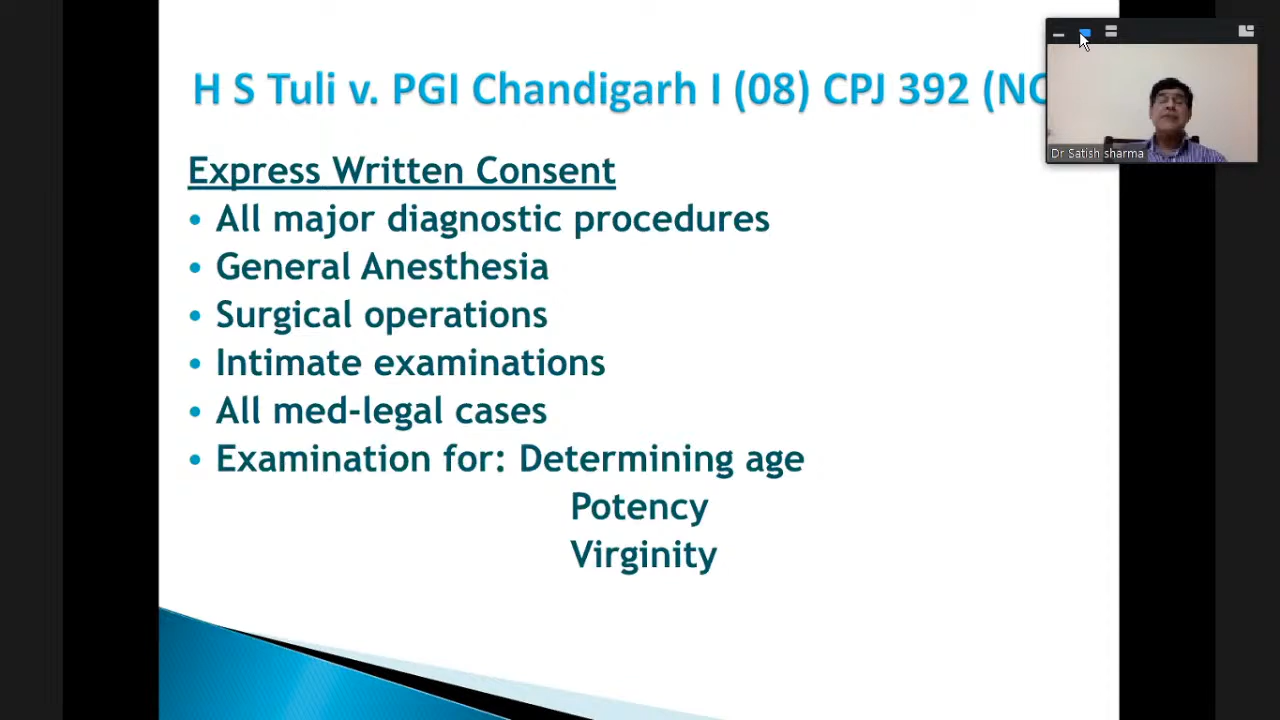 H S Tuli v. PGI Chandigarh I (08) CPJ 392 (NC
Dr Satish sharma
Express Written Consent
• All major diagnostic procedures
• General Anesthesia
• Surgical operations
• Intimate examinations
• All med-legal cases
• Examination for: Determining age
Potency
Virginity